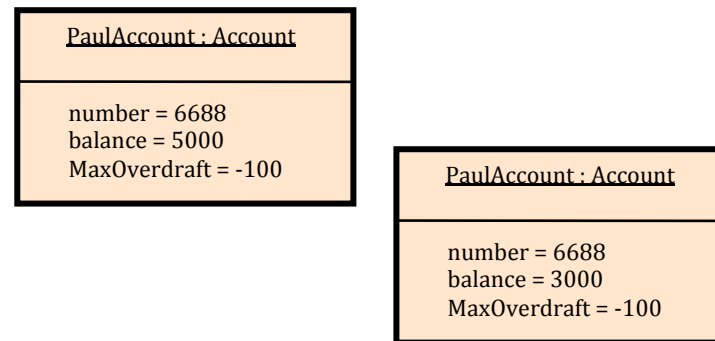 PaulAccount : Account
number = 6688
balance = 5000
MaxOverdraft = -100
PaulAccount : Account
number = 6688
balance = 3000
MaxOverdraft = -100